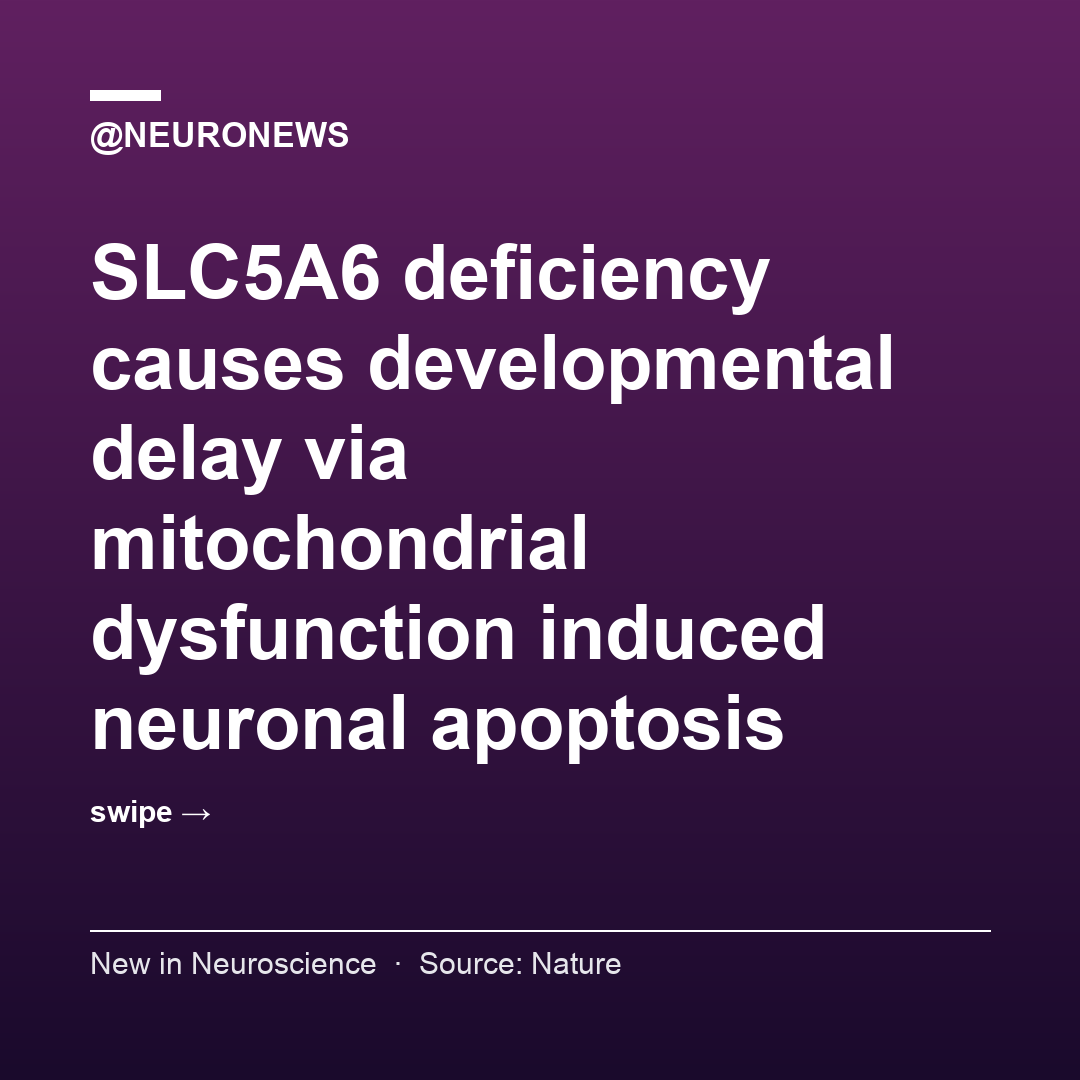 @NEURONEWS
SLC5A6 deficiency
causes developmental
delay via
mitochondrial
dysfunction induced
neuronal apoptosis
swipe →
New in Neuroscience · Source: Nature